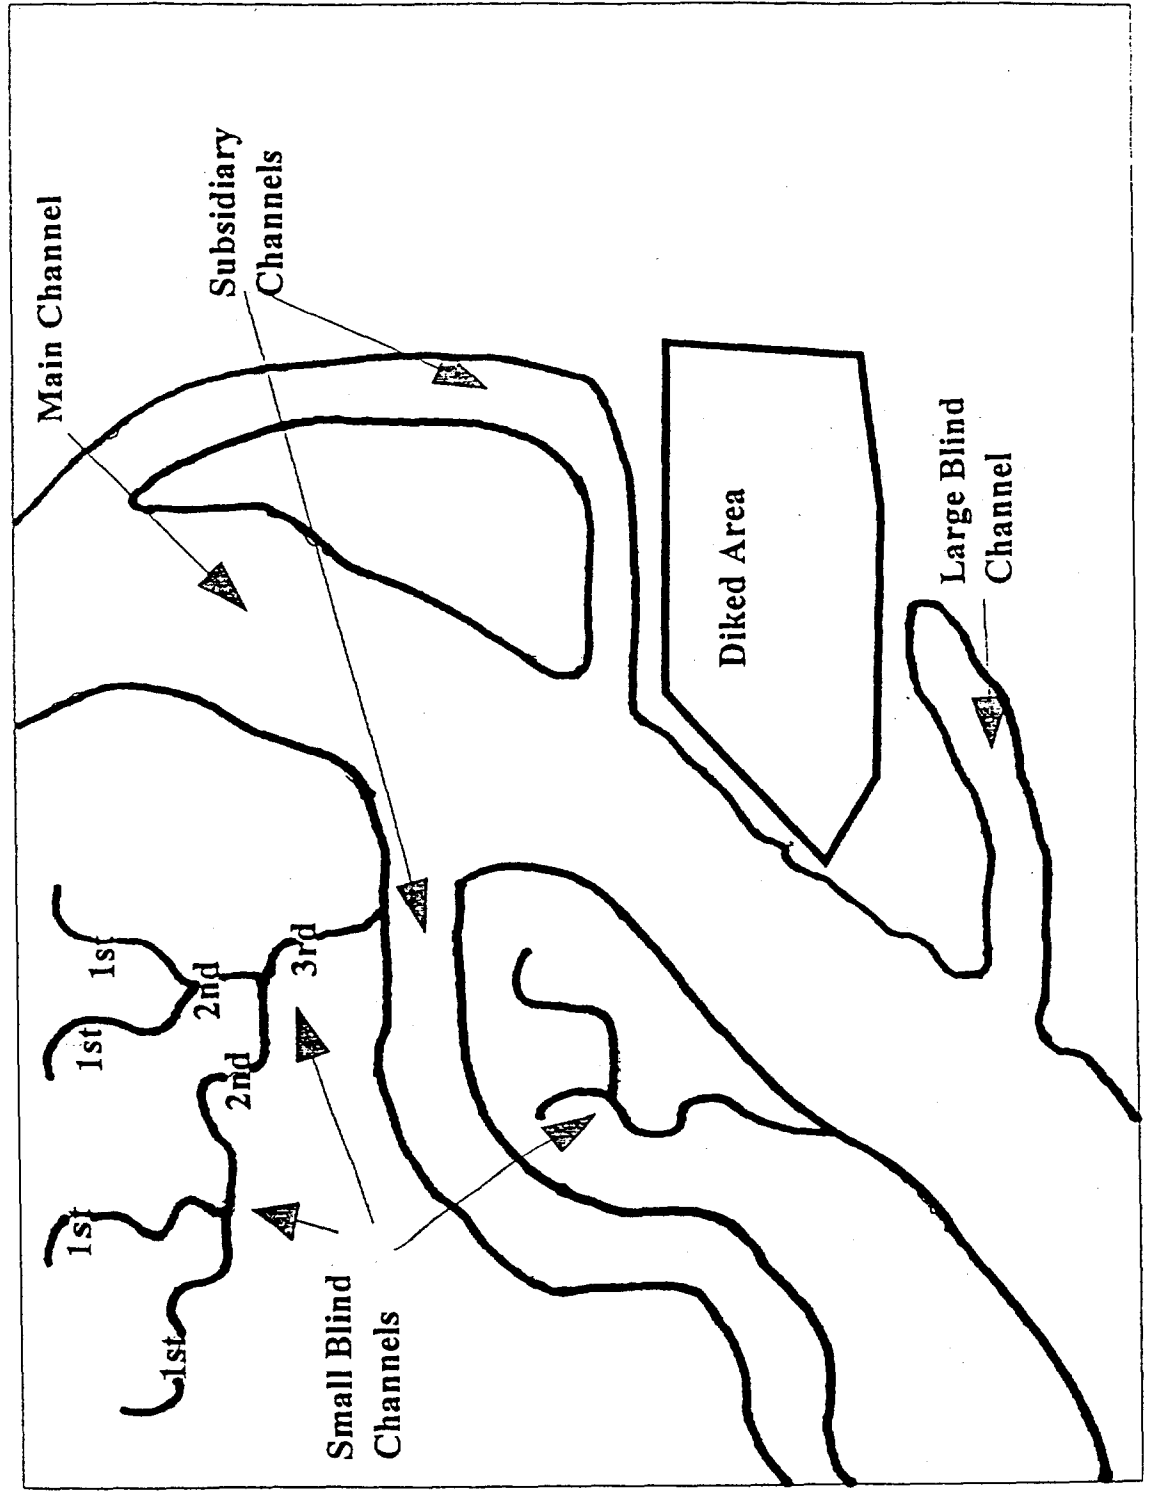 Main Channel
Subsidiary
Channels
1st
1st
2nd
3rd
2nd
1st
1st
Small Blind
Channels
Diked Area
Large Blind
Channel